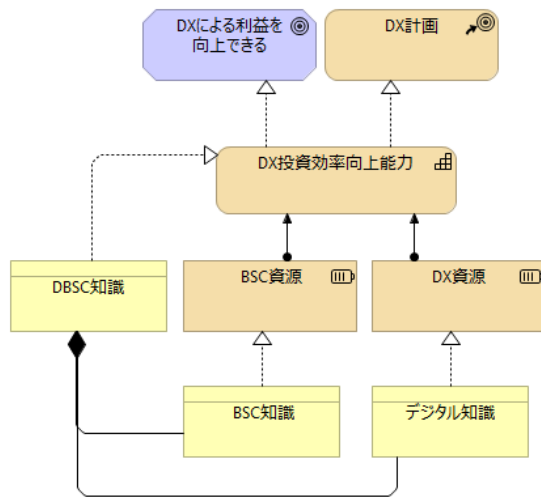 DXによる利益を
向上できる
DX計画
DX投資効率向上能力
DBSC知識
BSC資源
DX資源
BSC知識
デジタル知識